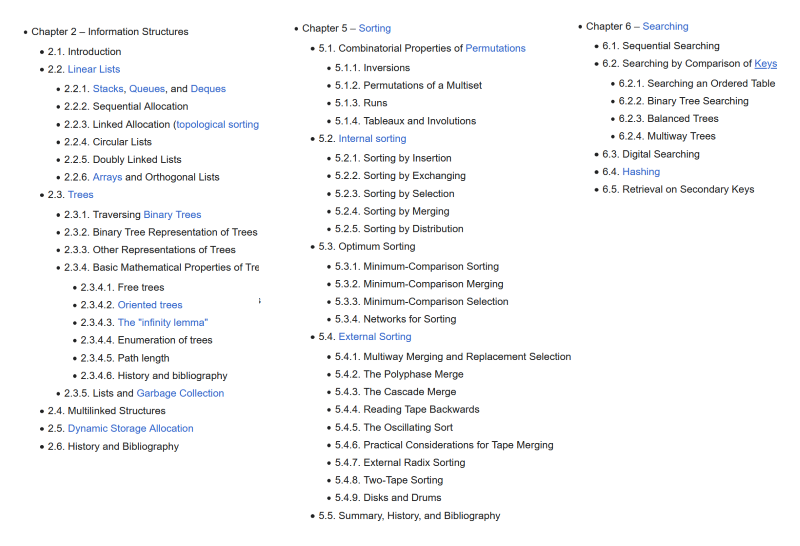 Chapter 2 – Information Structures
2.1. Introduction
2.2. Linear Lists
2.2.1. Stacks, Queues, and Deques
2.2.2. Sequential Allocation
2.2.3. Linked Allocation (topological sorting
2.2.4. Circular Lists
2.2.5. Doubly Linked Lists
2.2.6. Arrays and Orthogonal Lists
2.3. Trees
2.3.1. Traversing Binary Trees
2.3.2. Binary Tree Representation of Trees
2.3.3. Other Representations of Trees
2.3.4. Basic Mathematical Properties of Tre
2.3.4.1. Free trees
2.3.4.2. Oriented trees
2.3.4.3. The "infinity lemma"
2.3.4.4. Enumeration of trees
2.3.4.5. Path length
2.3.4.6. History and bibliography
2.3.5. Lists and Garbage Collection
2.4. Multilinked Structures
2.5. Dynamic Storage Allocation
2.6. History and Bibliography
Chapter 5 – Sorting
5.1. Combinatorial Properties of Permutations
5.1.1. Inversions
5.1.2. Permutations of a Multiset
5.1.3. Runs
5.1.4. Tableaux and Involutions
5.2. Internal sorting
5.2.1. Sorting by Insertion
5.2.2. Sorting by Exchanging
5.2.3. Sorting by Selection
5.2.4. Sorting by Merging
5.2.5. Sorting by Distribution
5.3. Optimum Sorting
5.3.1. Minimum-Comparison Sorting
5.3.2. Minimum-Comparison Merging
5.3.3. Minimum-Comparison Selection
5.3.4. Networks for Sorting
5.4. External Sorting
5.4.1. Multiway Merging and Replacement Selection
5.4.2. The Polyphase Merge
5.4.3. The Cascade Merge
5.4.4. Reading Tape Backwards
5.4.5. The Oscillating Sort
5.4.6. Practical Considerations for Tape Merging
5.4.7. External Radix Sorting
5.4.8. Two-Tape Sorting
5.4.9. Disks and Drums
5.5. Summary, History, and Bibliography
Chapter 6 – Searching
6.1. Sequential Searching
6.2. Searching by Comparison of Keys
6.2.1. Searching an Ordered Table
6.2.2. Binary Tree Searching
6.2.3. Balanced Trees
6.2.4. Multiway Trees
6.3. Digital Searching
6.4. Hashing
6.5. Retrieval on Secondary Keys